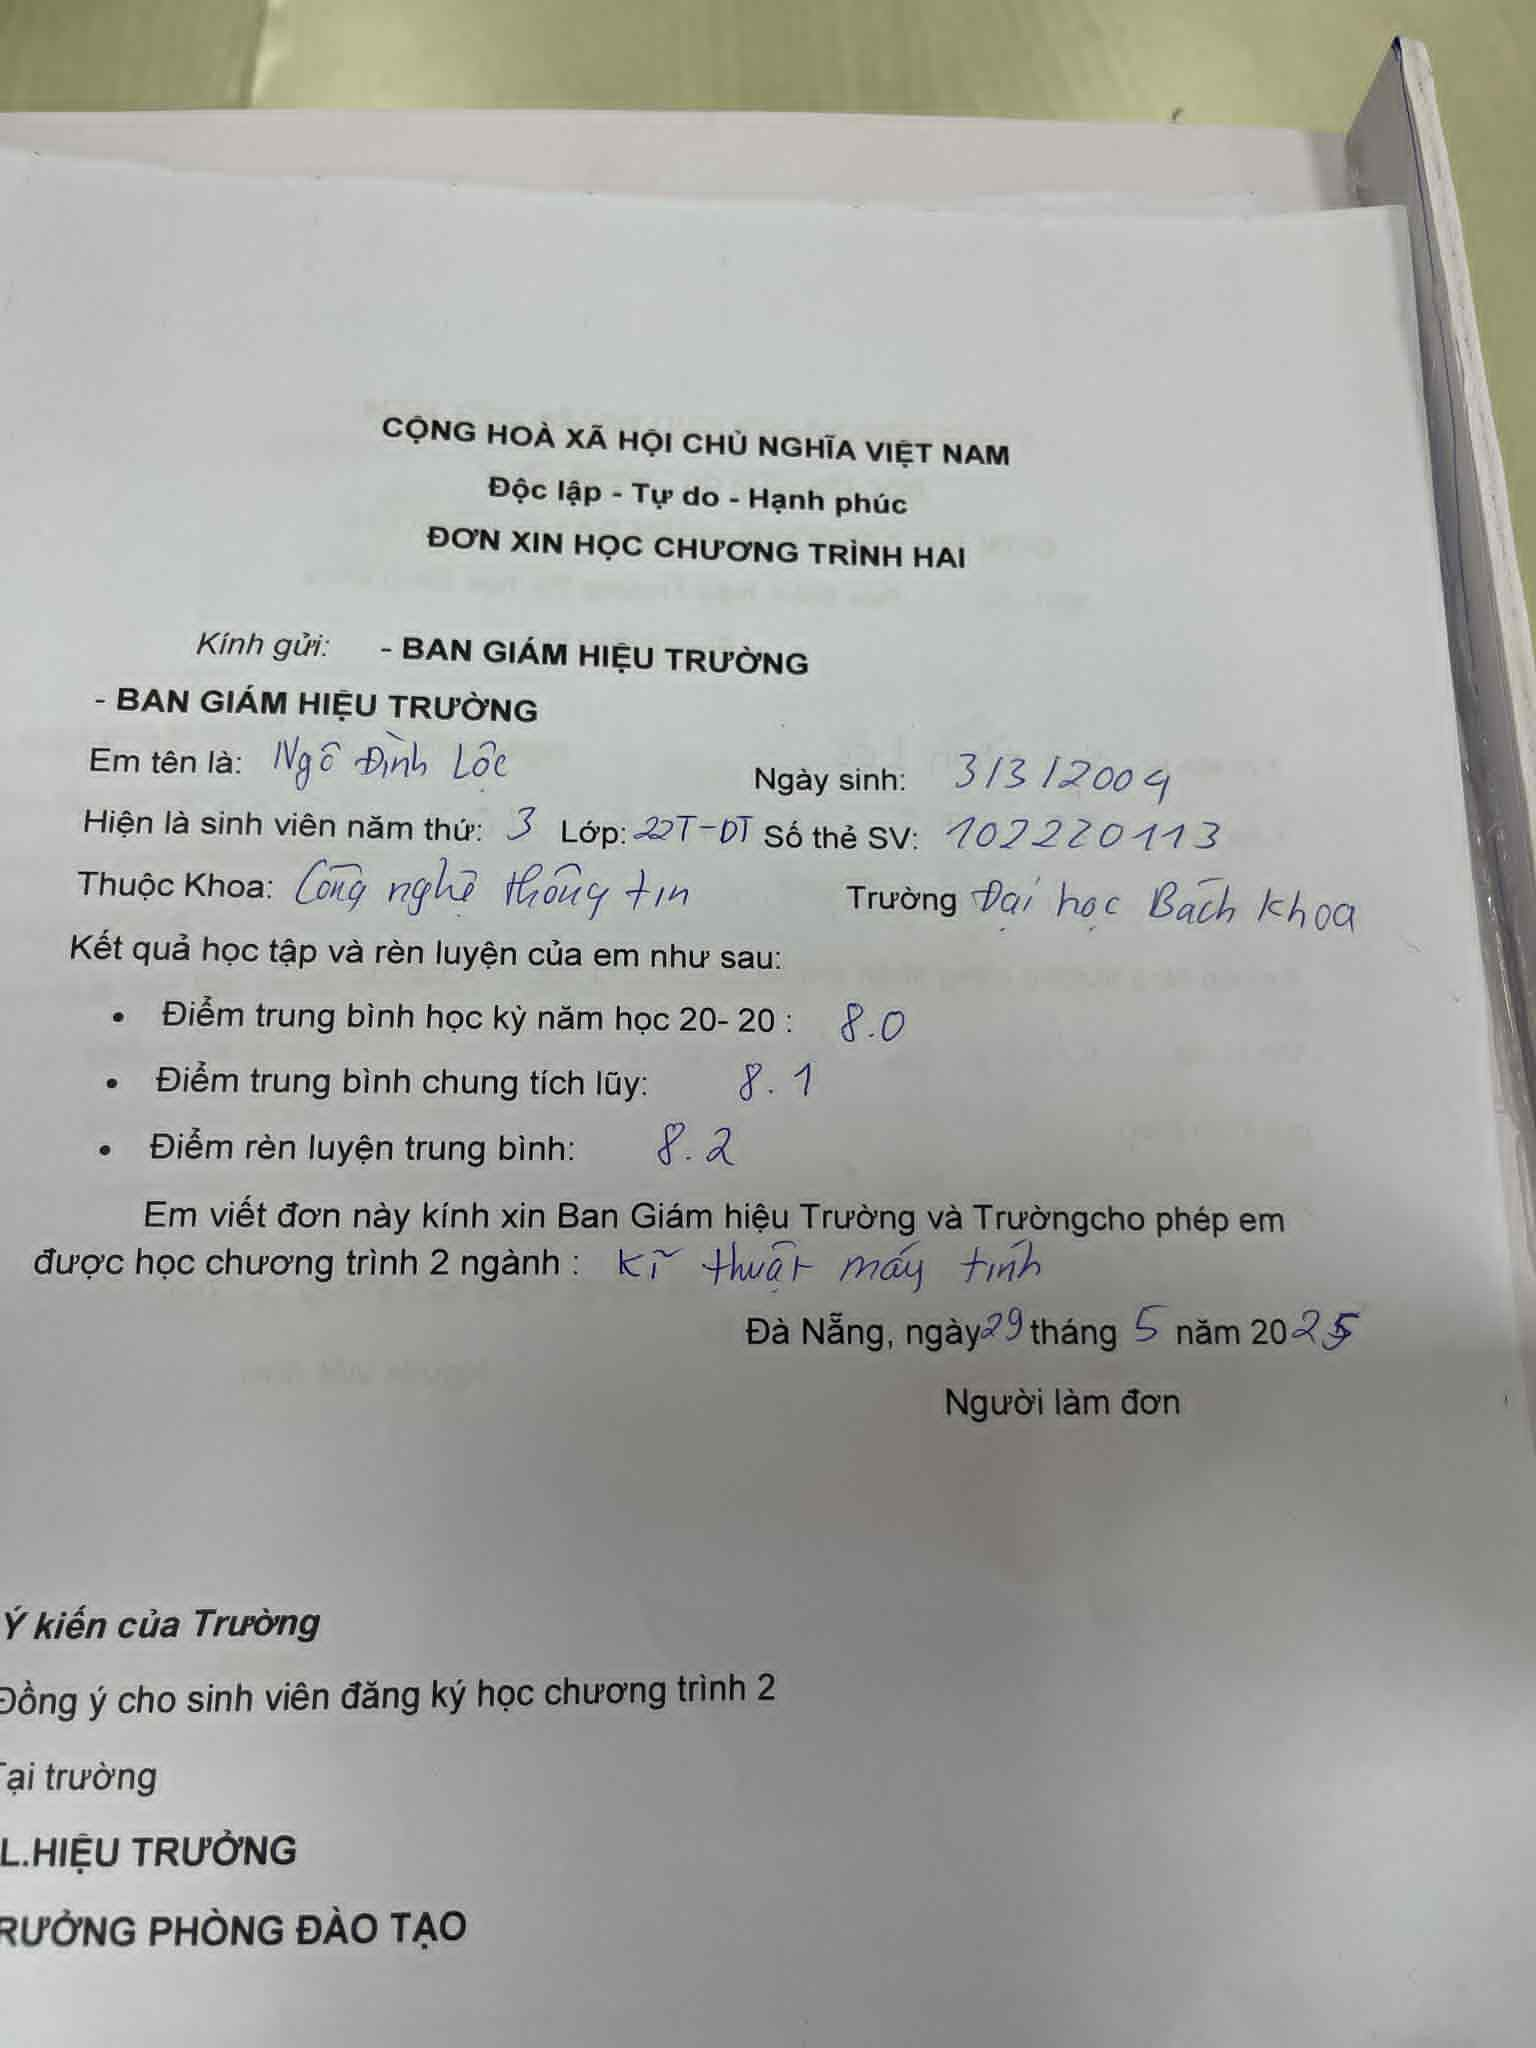 CỘNG HOÀ XÃ HỘI CHỦ NGHĨA VIỆT NAM
Độc lập - Tự do - Hạnh phúc
ĐƠN XIN HỌC CHƯƠNG TRÌNH HAI
Kính gửi: - BAN GIÁM HIỆU TRƯỜNG
- BAN GIÁM HIỆU TRƯỜNG
Em tên là: Ngô Đình Lộc Ngày sinh: 3/3/2004
Hiện là sinh viên năm thứ: 3 Lớp: 22T-DT Số thẻ SV: 102220113
Thuộc Khoa: Công nghệ thông tin Trường Đại học Bách khoa
Kết quả học tập và rèn luyện của em như sau:
• Điểm trung bình học kỳ năm học 20- 20 : 8.0
• Điểm trung bình chung tích lũy: 8.1
• Điểm rèn luyện trung bình: 8.2
Em viết đơn này kính xin Ban Giám hiệu Trường và Trườngcho phép em
được học chương trình 2 ngành : Kĩ thuật máy tính
Đà Nẵng, ngày 29 tháng 5 năm 2025
Người làm đơn
Ý kiến của Trường
Đồng ý cho sinh viên đăng ký học chương trình 2
Tại trường
L.HIỆU TRƯỞNG
RƯỞNG PHÒNG ĐÀO TẠO